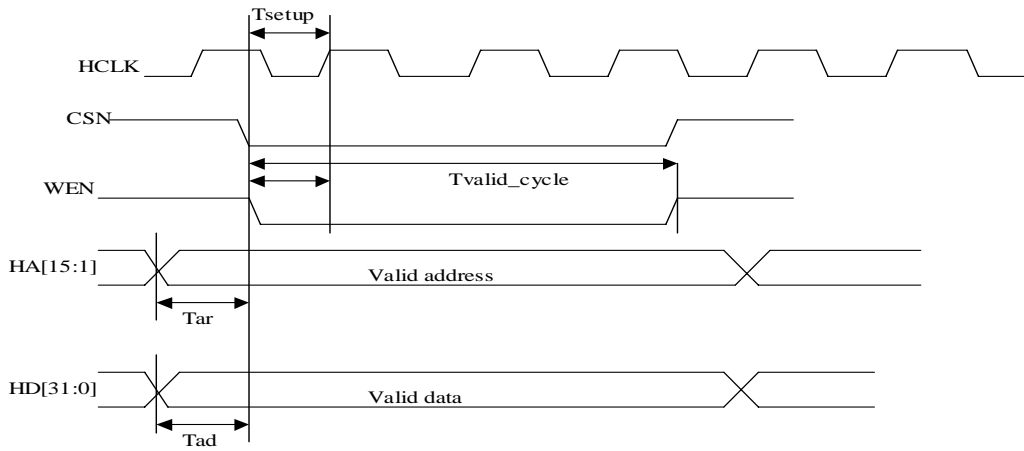 Tsetup
HCLK
CSN
Tvalid_cycle
WEN
HA[15:1]
Valid address
Tar
HD[31:0]
Valid data
Tad